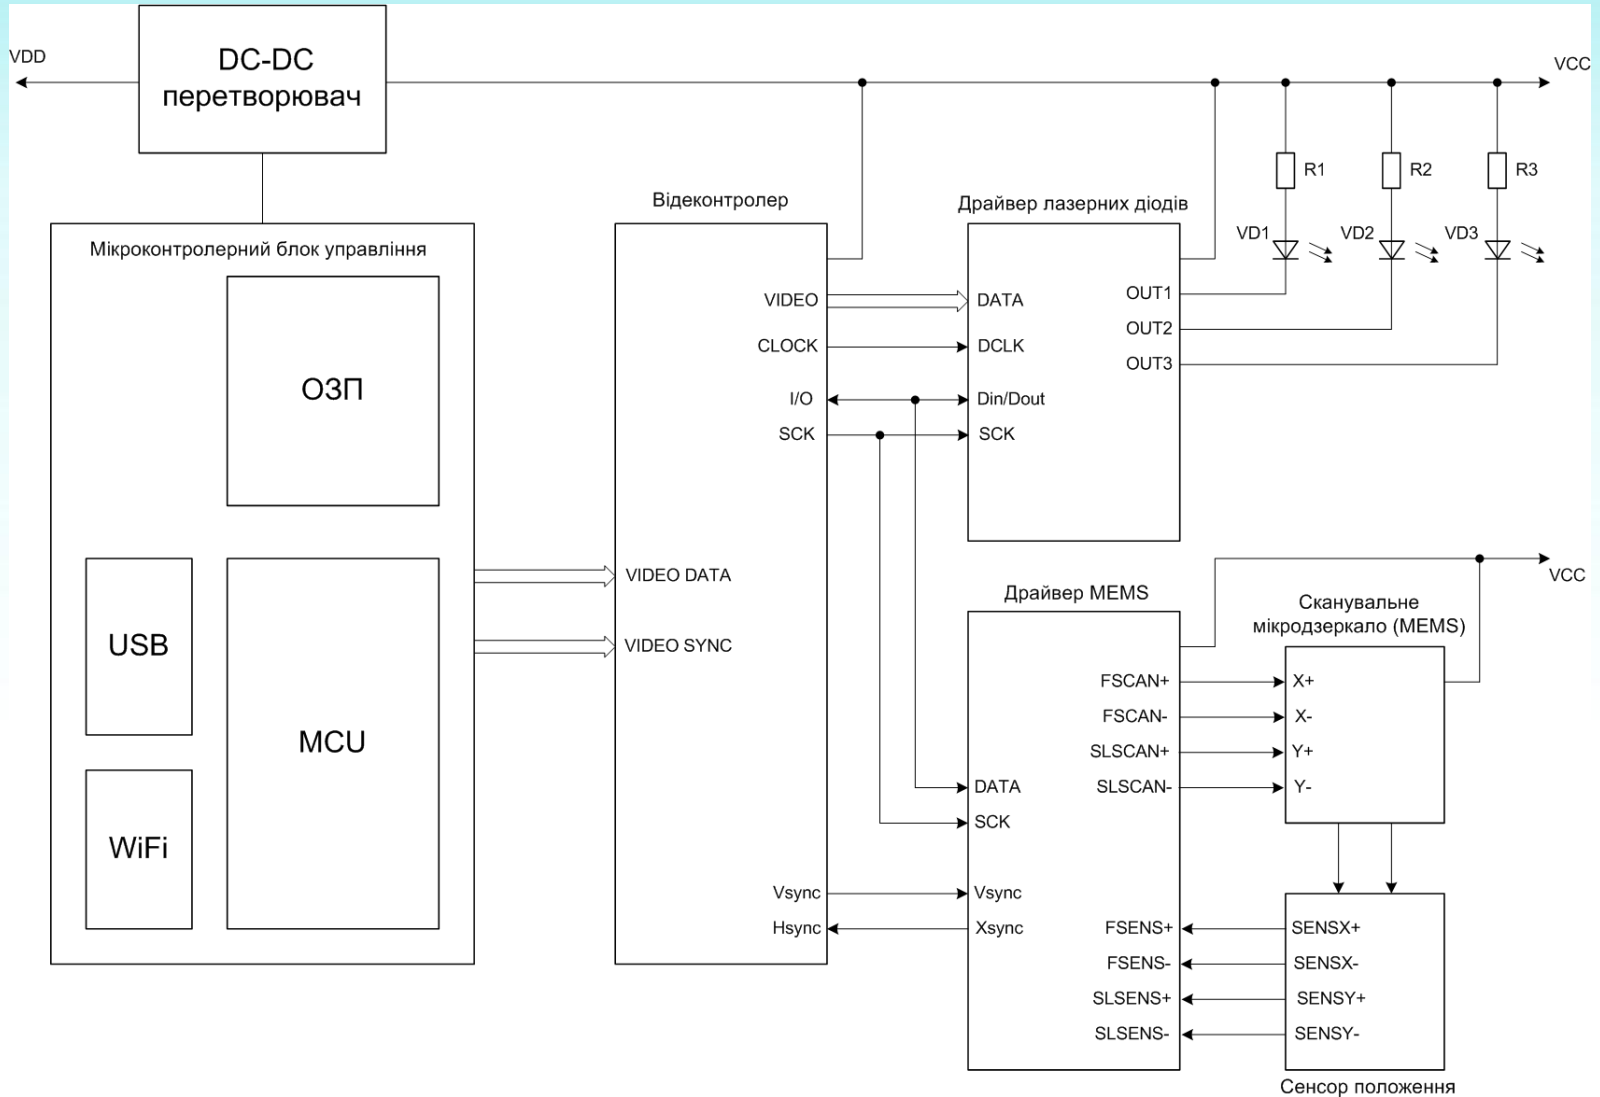 VDD
DC-DC
перетворювач
VCC
R1
R2
R3
VD1
VD2
VD3
Мікроконтролерний блок управління
ОЗП
USB
MCU
WiFi
Відеконтролер
VIDEO
CLOCK
I/O
SCK
VIDEO DATA
VIDEO SYNC
Vsync
Hsync
Драйвер лазерних діодів
DATA
DCLK
Din/Dout
SCK
OUT1
OUT2
OUT3
VCC
Драйвер MEMS
FSCAN+
FSCAN-
SLSCAN+
SLSCAN-
DATA
SCK
Vsync
Xsync
FSENS+
FSENS-
SLSENS+
SLSENS-
Сканувальне
мікродзеркало (MEMS)
X+
X-
Y+
Y-
SENSX+
SENSX-
SENSY+
SENSY-
Сенсор положення